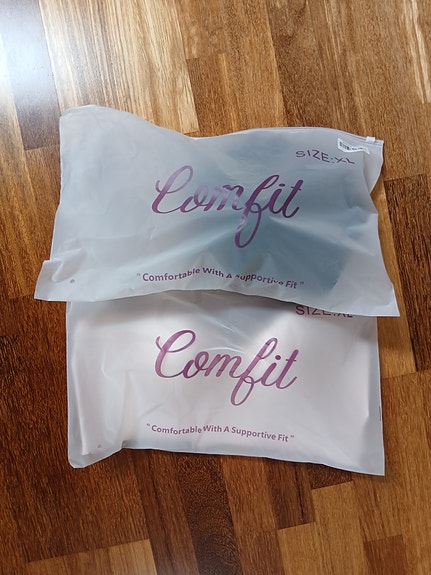 SIZE:XL
Comfit
"Comfortable With A Supportive Fit"
SIZE:XL
Comfit
"Comfortable With A Supportive Fit"